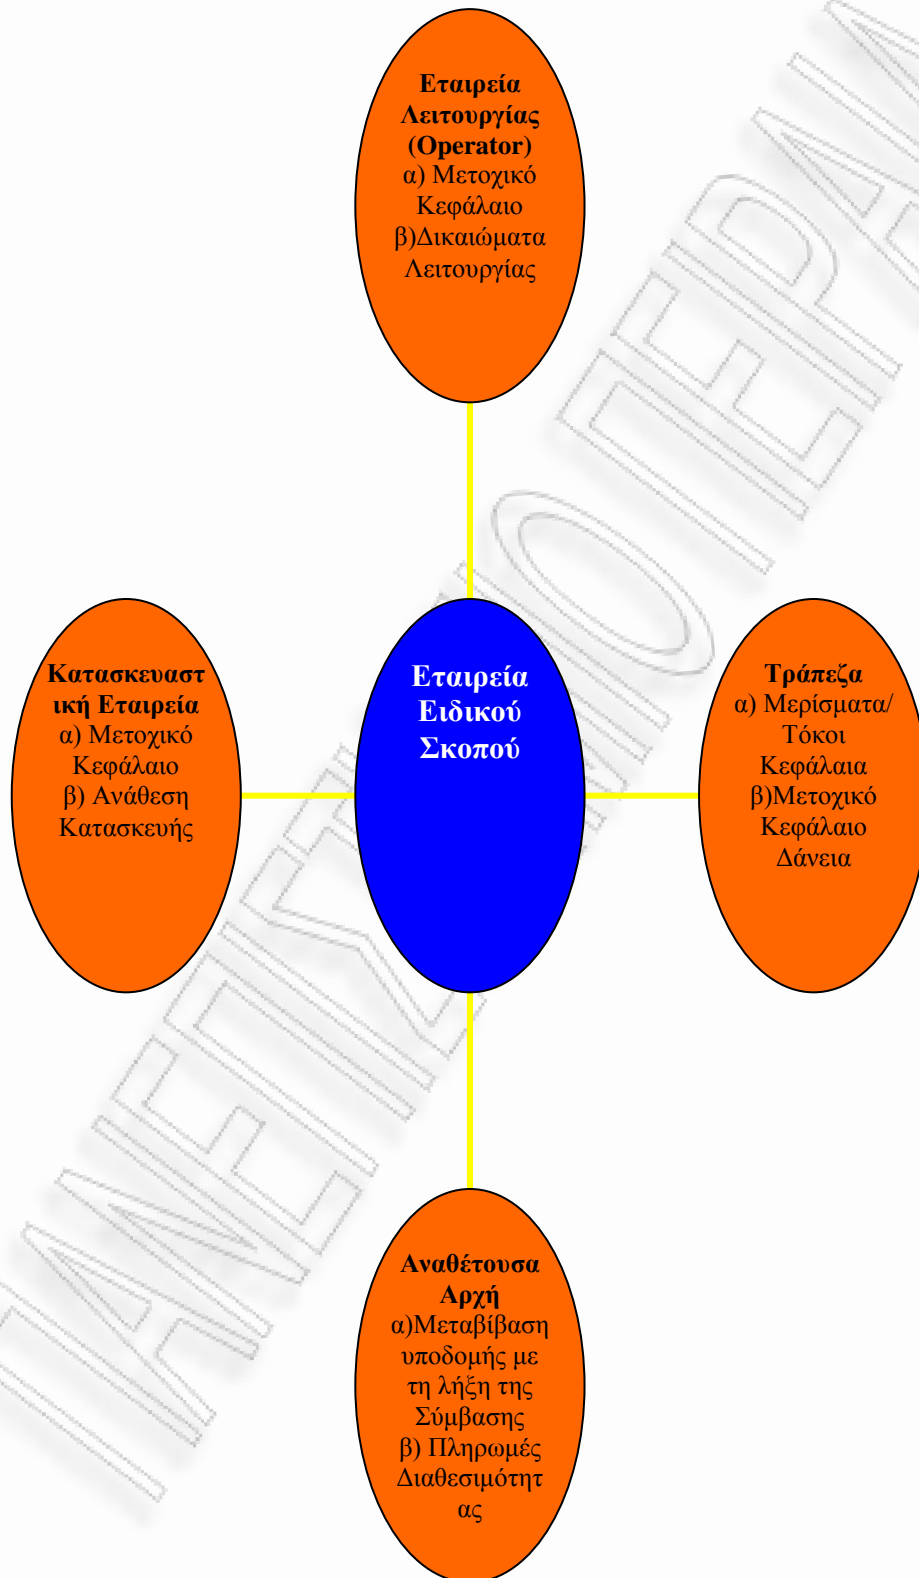 Εταιρεία
Λειτουργίας
(Operator)
α) Μετοχικό
Κεφάλαιο
β)Δικαιώματα
Λειτουργίας
Κατασκευαστ
ική Εταιρεία
α) Μετοχικό
Κεφάλαιο
β) Ανάθεση
Κατασκευής
Εταιρεία
Ειδικού
Σκοπού
Τράπεζα
α) Μερίσματα/
Τόκοι
Κεφάλαια
β)Μετοχικό
Κεφάλαιο
Δάνεια
Αναθέτουσα
Αρχή
α)Μεταβίβαση
υποδομής με
τη λήξη της
Σύμβασης
β) Πληρωμές
Διαθεσιμότητ
ας